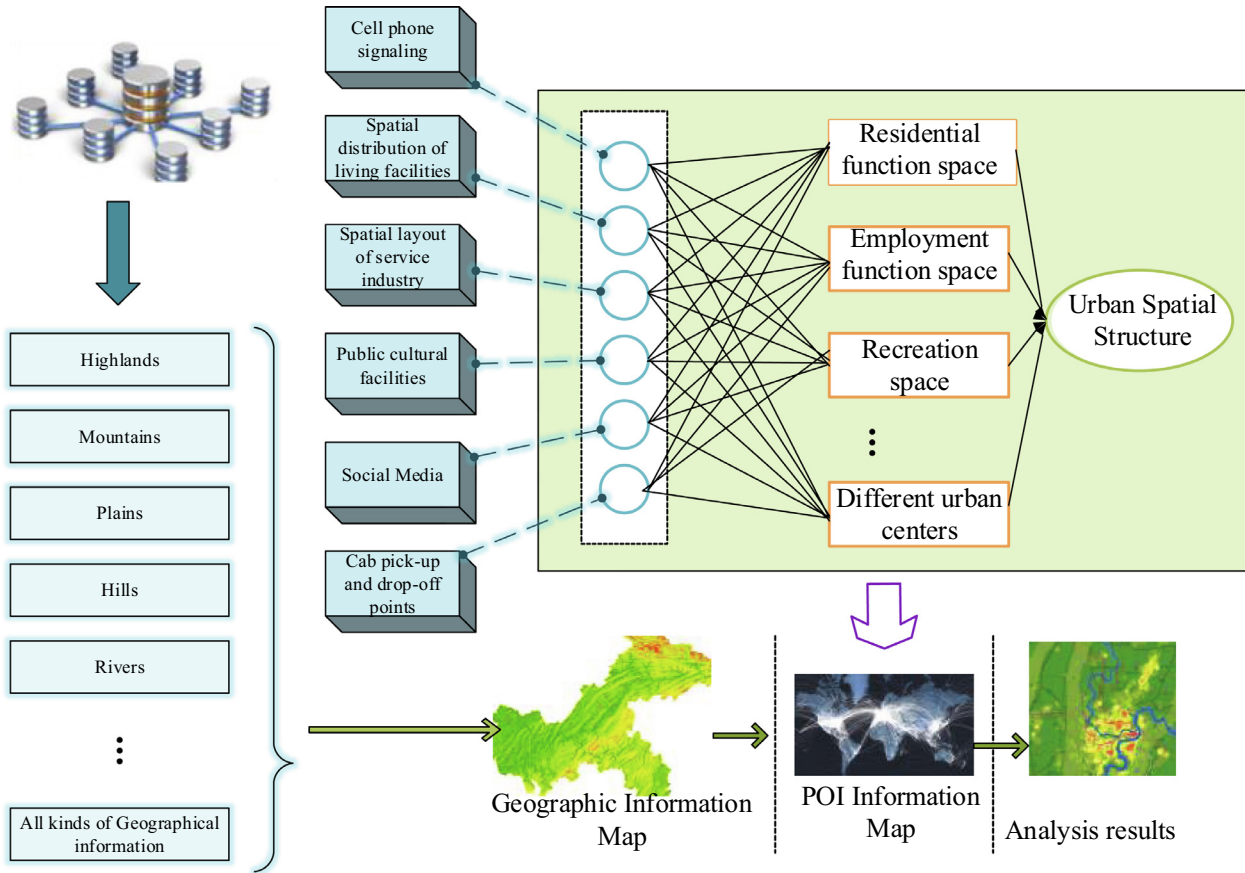 Highlands
Mountains
Plains
Hills
Rivers
All kinds of Geographical
information
Cell phone
signaling
Spatial
distribution of
living facilities
Spatial layout
of service
industry
Public cultural
facilities
Social Media
Cab pick-up
and drop-off
points
Residential
function space
Employment
function space
Recreation
space
Different urban
centers
Urban Spatial
Structure
Geographic Information
Map
POI Information
Map
Analysis results